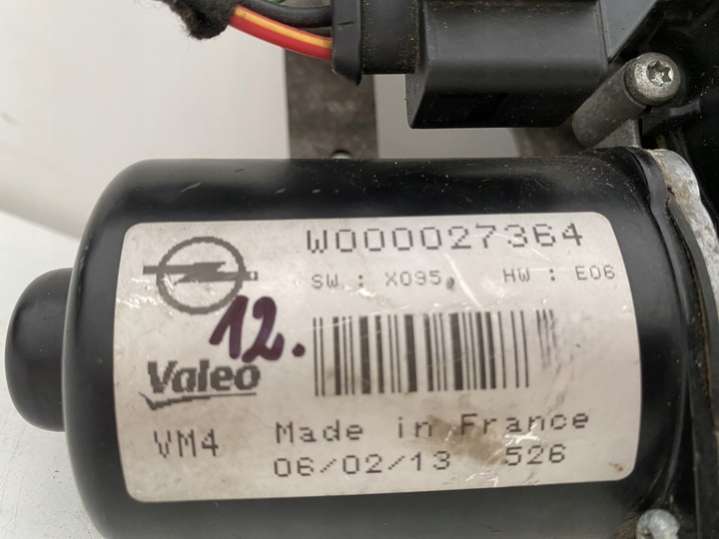 W000027364
SW : X095 HW : E06
12.
Valeo
VM4
Made in France
06/02/13 526